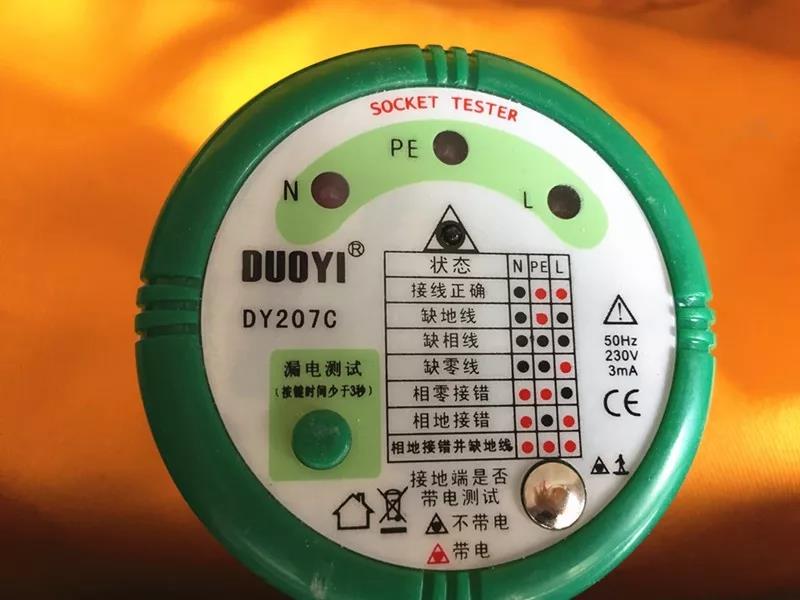 SOCKET TESTER
PE
N
L
DUOYI®
DY207C
状态 N PE L
接线正确
缺地线
缺相线
缺零线
相零接错
相地接错
相地接错并缺地线
漏电测试
(按键时间少于3秒)
50Hz
230V
3mA
CE
接地端是否
带电测试
不带电
带电